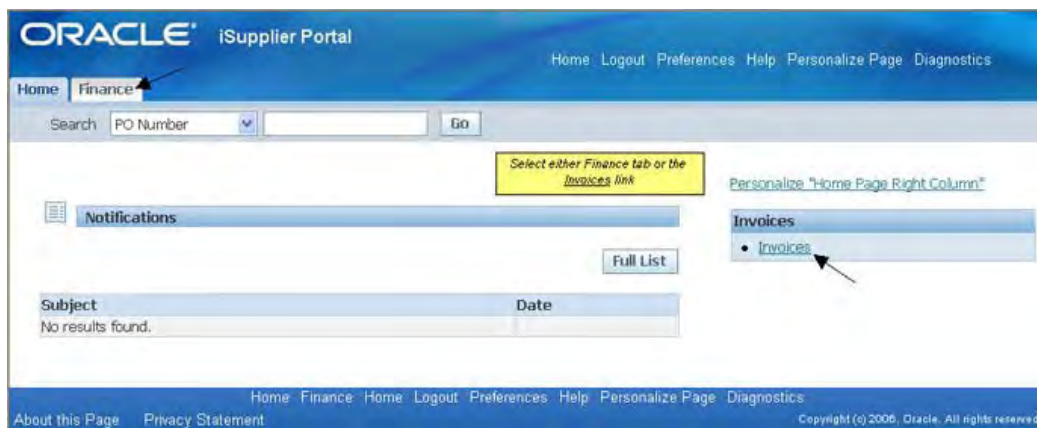 ORACLE iSupplier Portal
Home Logout Preferences Help Personalize Page Diagnostics
Home Finance
Search PO Number Go
Select either Finance tab or the
Invoices link
Personalize "Home Page Right Column"
Notifications
Invoices
Invoices
Full List
Subject Date
No results found.
Home Finance Home Logout Preferences Help Personalize Page Diagnostics
About this Page Privacy Statement Copyright (c) 2006, Oracle. All rights reserved